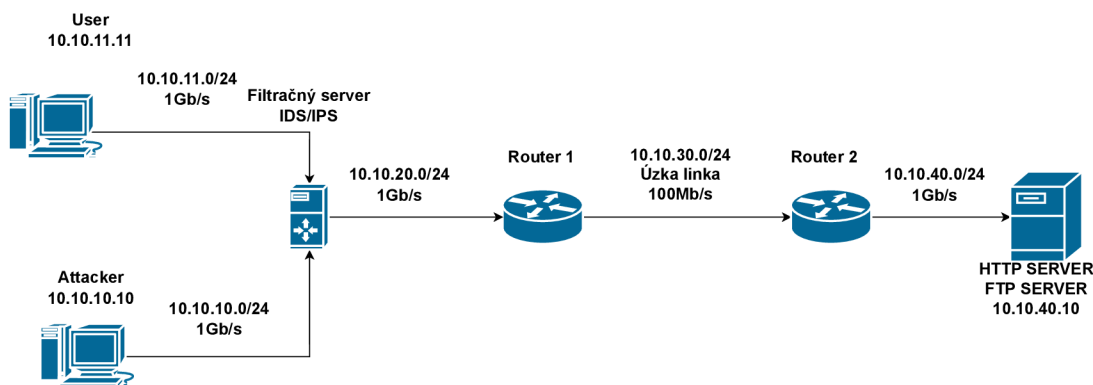 User
10.10.11.11
10.10.11.0/24
1Gb/s
Filtračný server
IDS/IPS
10.10.20.0/24
1Gb/s
Router 1
10.10.30.0/24
Úzka linka
100Mb/s
Router 2
10.10.40.0/24
1Gb/s
HTTP SERVER
FTP SERVER
10.10.40.10
Attacker
10.10.10.10
10.10.10.0/24
1Gb/s